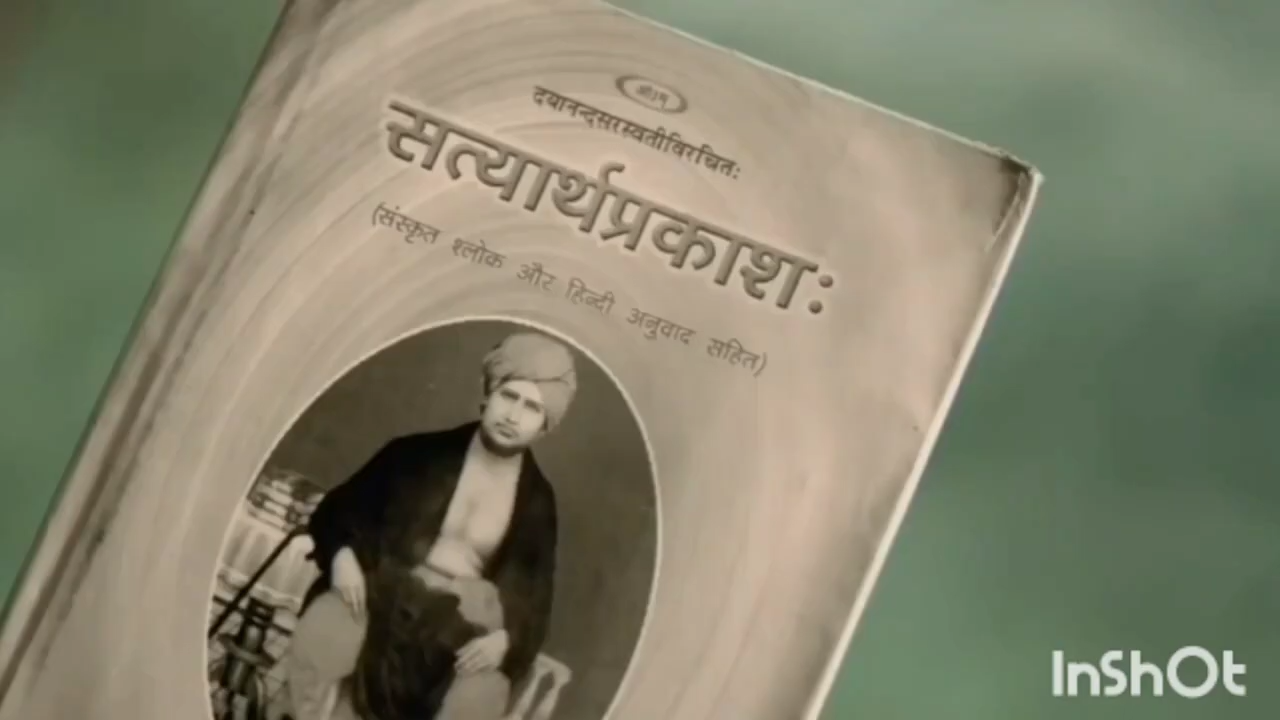 ओ३म्
दयानन्दसरस्वतीविरचितः
सत्यार्थप्रकाशः
(संस्कृत श्लोक और हिन्दी अनुवाद सहित)
InShOt